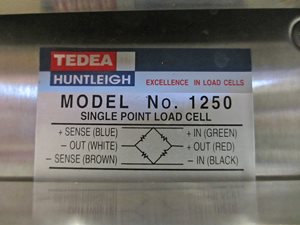 TEDEA
HUNTLEIGH
EXCELLENCE IN LOAD CELLS
MODEL No. 1250
SINGLE POINT LOAD CELL
+ SENSE (BLUE) + IN (GREEN)
– OUT (WHITE) + OUT (RED)
– SENSE (BROWN) – IN (BLACK)